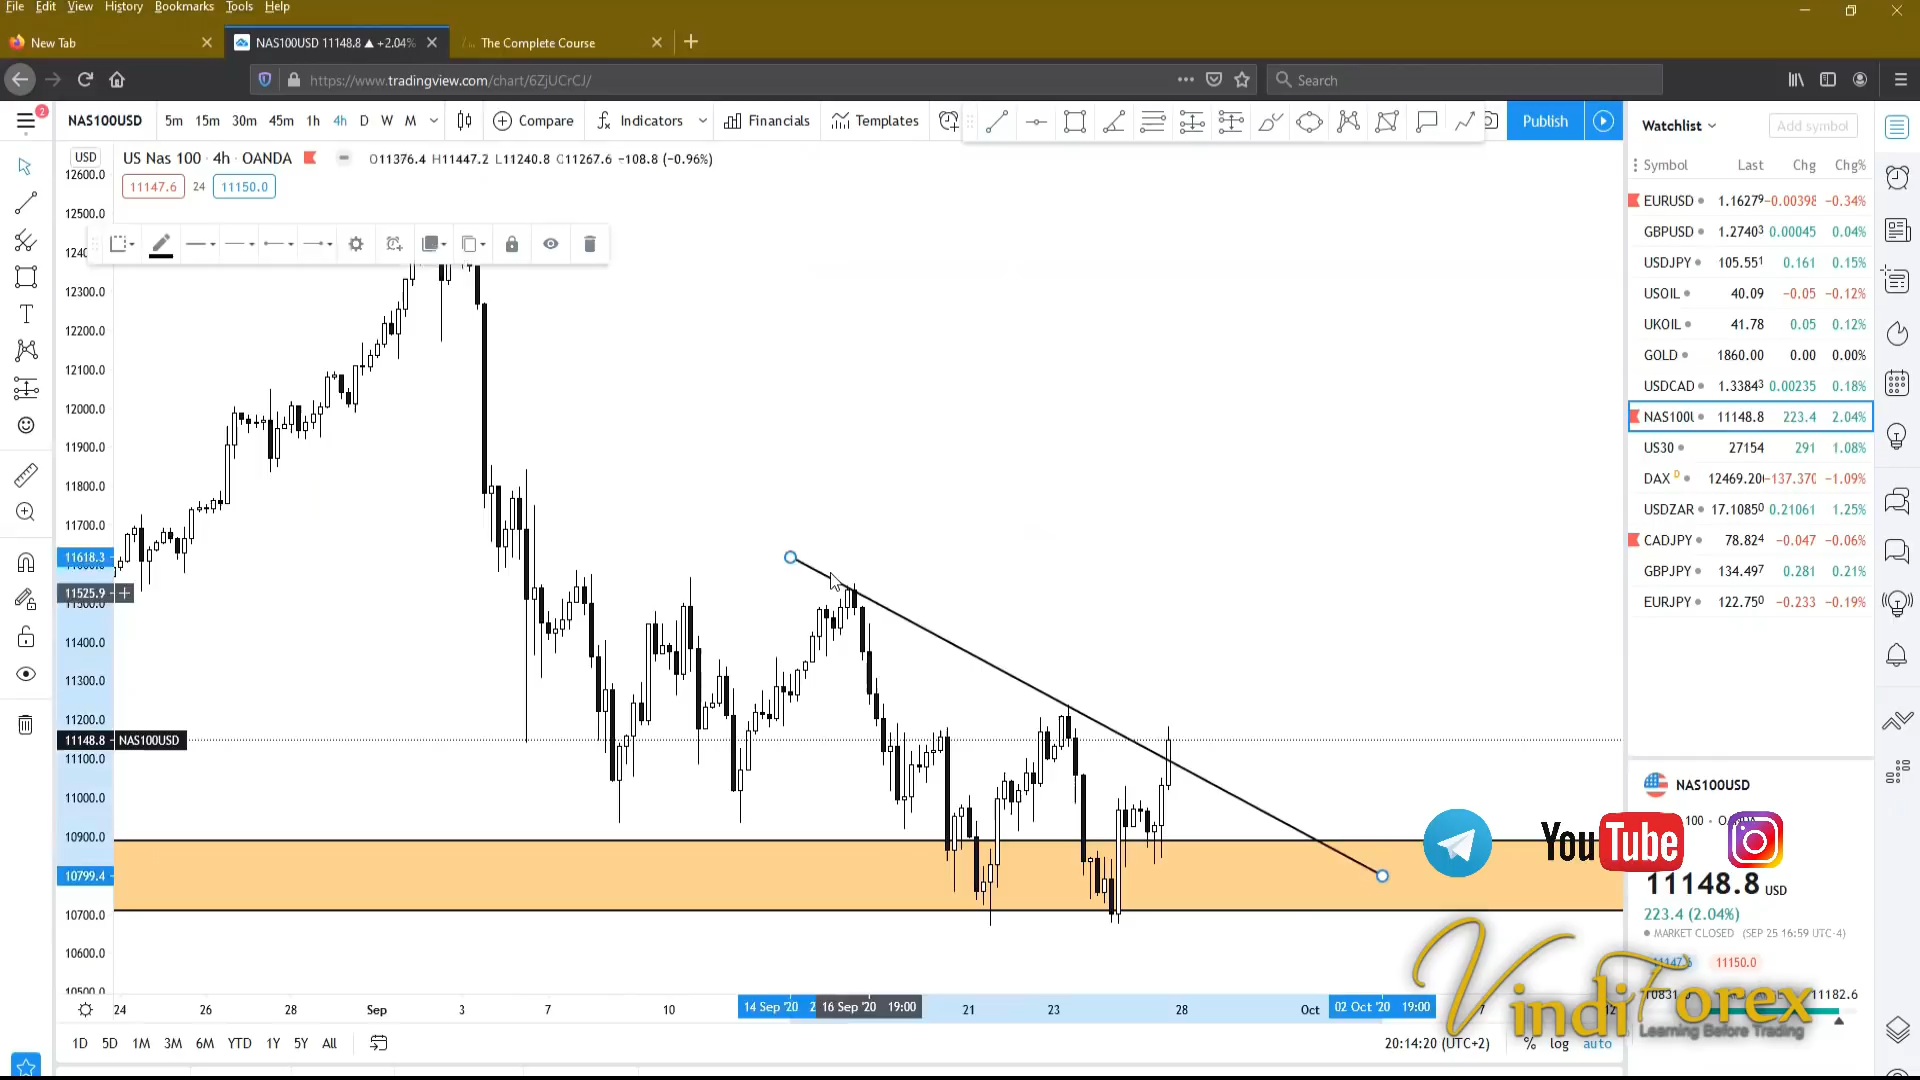 File Edit View History Bookmarks Tools Help
New Tab
NAS100USD 11148.8 ▲ +2.04%
The Complete Course
https://www.tradingview.com/chart/6ZjUCrCJ/
Search
2
NAS100USD 5m 15m 30m 45m 1h 4h D W M Compare Indicators Financials Templates Publish
USD US Nas 100 · 4h · OANDA O11376.4 H11447.2 L11240.8 C11267.6 −108.8 (−0.96%)
11147.6 24 11150.0
12600.0
12500.0
12300.0
12200.0
12100.0
12000.0
11900.0
11800.0
11700.0
11618.3
11525.9
11400.0
11300.0
11200.0
11148.8 NAS100USD
11100.0
11000.0
10900.0
10799.4
10700.0
10600.0
24 26 28 Sep 3 7 10 14 Sep '20 16 Sep '20 19:00 21 23 28 Oct 02 Oct '20 19:00
1D 5D 1M 3M 6M YTD 1Y 5Y All
20:14:20 (UTC+2) % log auto
Watchlist Add symbol
Symbol Last Chg Chg%
EURUSD 1.16279 −0.00398 −0.34%
GBPUSD 1.27403 0.00045 0.04%
USDJPY 105.551 0.161 0.15%
USOIL 40.09 −0.05 −0.12%
UKOIL 41.78 0.05 0.12%
GOLD 1860.00 0.00 0.00%
USDCAD 1.33843 0.00235 0.18%
NAS100U 11148.8 223.4 2.04%
US30 27154 291 1.08%
DAX D 12469.20 −137.370 −1.09%
USDZAR 17.10850 0.21061 1.25%
CADJPY 78.824 −0.047 −0.06%
GBPJPY 134.497 0.281 0.21%
EURJPY 122.750 −0.233 −0.19%
NAS100USD
100
YouTube
11148.8 USD
223.4 (2.04%)
MARKET CLOSED (SEP 25 16:59 UTC-4)
11147.6 11150.0
11182.6
VindiForex
Learning Before Trading